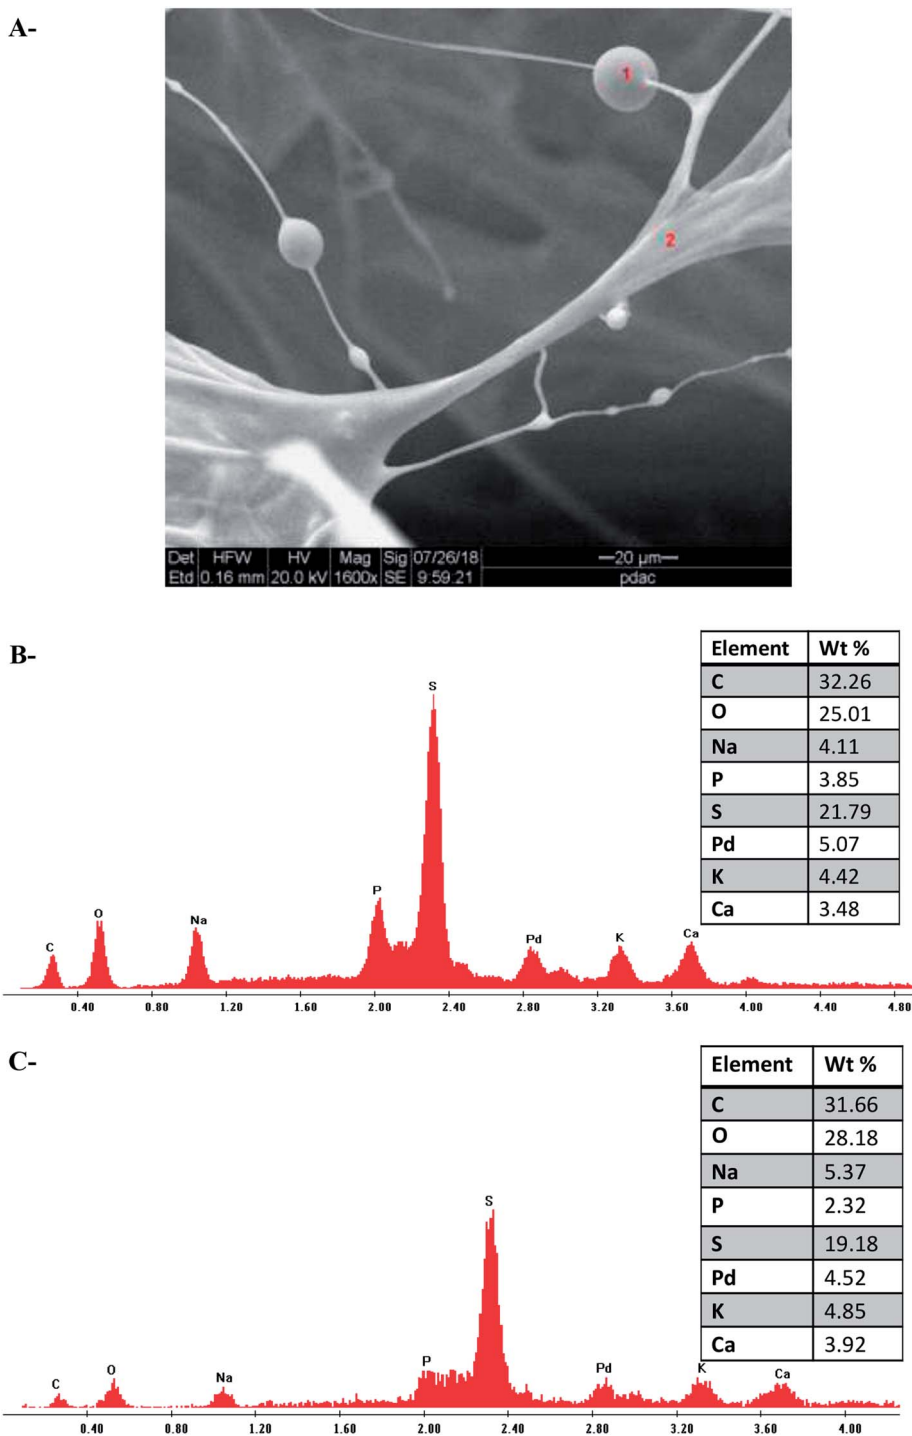 A-
1
2
Det HFW HV Mag Sig 07/26/18 20 µm
Etd 0.16 mm 20.0 kV 1600x SE 9:59:21 pdac
B-
Element Wt %
C 32.26
O 25.01
Na 4.11
P 3.85
S 21.79
Pd 5.07
K 4.42
Ca 3.48
C O Na P S Pd K Ca
0.40 0.80 1.20 1.60 2.00 2.40 2.80 3.20 3.60 4.00 4.40 4.80
C-
Element Wt %
C 31.66
O 28.18
Na 5.37
P 2.32
S 19.18
Pd 4.52
K 4.85
Ca 3.92
C O Na P S Pd K Ca
0.40 0.80 1.20 1.60 2.00 2.40 2.80 3.20 3.60 4.00